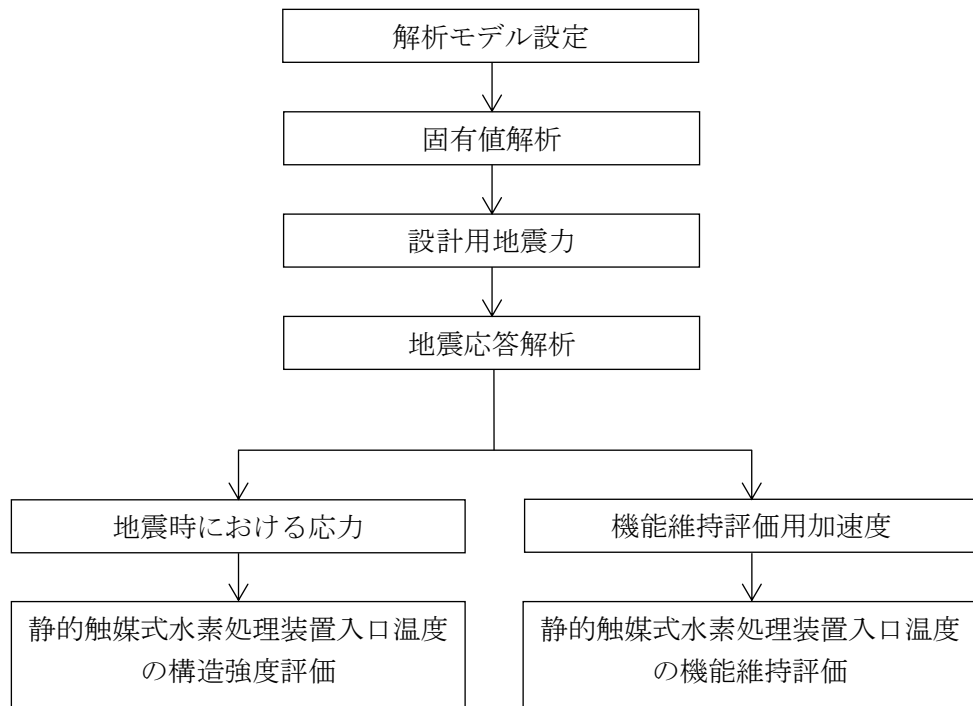 解析モデル設定
固有値解析
設計用地震力
地震応答解析
地震時における応力
機能維持評価用加速度
静的触媒式水素処理装置入口温度
の構造強度評価
静的触媒式水素処理装置入口温度
の機能維持評価